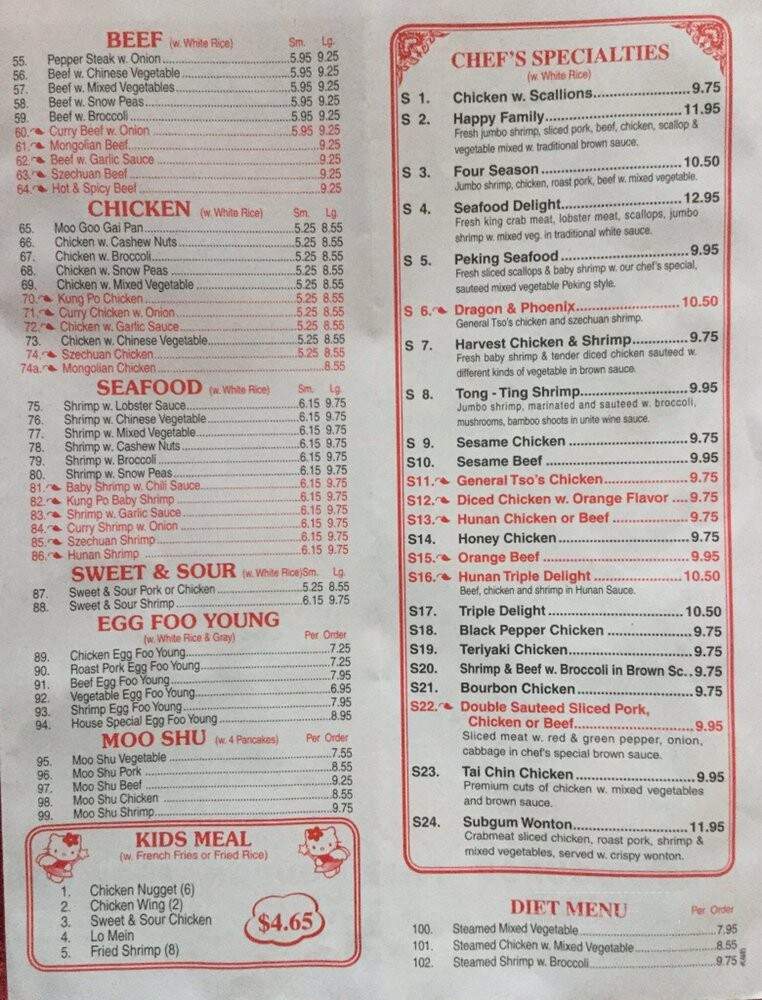 BEEF (w. White Rice) Sm. Lg.
55. Pepper Steak w. Onion 5.95 9.25
56. Beef w. Chinese Vegetable 5.95 9.25
57. Beef w. Mixed Vegetables 5.95 9.25
58. Beef w. Snow Peas 5.95 9.25
59. Beef w. Broccoli 5.95 9.25
60. Curry Beef w. Onion 5.95 9.25
61. Mongolian Beef 9.25
62. Beef w. Garlic Sauce 9.25
63. Szechuan Beef 9.25
64. Hot & Spicy Beef 9.25
CHICKEN (w. White Rice) Sm. Lg.
65. Moo Goo Gai Pan 5.25 8.55
66. Chicken w. Cashew Nuts 5.25 8.55
67. Chicken w. Broccoli 5.25 8.55
68. Chicken w. Snow Peas 5.25 8.55
69. Chicken w. Mixed Vegetable 5.25 8.55
70. Kung Po Chicken 5.25 8.55
71. Curry Chicken w. Onion 5.25 8.55
72. Chicken w. Garlic Sauce 5.25 8.55
73. Chicken w. Chinese Vegetable 5.25 8.55
74. Szechuan Chicken 5.25 8.55
74a. Mongolian Chicken 8.55
SEAFOOD (w. White Rice) Sm. Lg.
75. Shrimp w. Lobster Sauce 6.15 9.75
76. Shrimp w. Chinese Vegetable 6.15 9.75
77. Shrimp w. Mixed Vegetable 6.15 9.75
78. Shrimp w. Cashew Nuts 6.15 9.75
79. Shrimp w. Broccoli 6.15 9.75
80. Shrimp w. Snow Peas 6.15 9.75
81. Baby Shrimp w. Chili Sauce 6.15 9.75
82. Kung Po Baby Shrimp 6.15 9.75
83. Shrimp w. Garlic Sauce 6.15 9.75
84. Curry Shrimp w. Onion 6.15 9.75
85. Szechuan Shrimp 6.15 9.75
86. Hunan Shrimp 6.15 9.75
SWEET & SOUR (w. White Rice) Sm. Lg.
87. Sweet & Sour Pork or Chicken 5.25 8.55
88. Sweet & Sour Shrimp 6.15 9.75
EGG FOO YOUNG
(w. White Rice & Gray) Per Order
89. Chicken Egg Foo Young 7.25
90. Roast Pork Egg Foo Young 7.25
91. Beef Egg Foo Young 7.95
92. Vegetable Egg Foo Young 6.95
93. Shrimp Egg Foo Young 7.95
94. House Special Egg Foo Young 8.95
MOO SHU (w. 4 Pancakes) Per Order
95. Moo Shu Vegetable 7.55
96. Moo Shu Pork 8.55
97. Moo Shu Beef 9.25
98. Moo Shu Chicken 8.55
99. Moo Shu Shrimp 9.75
KIDS MEAL
(w. French Fries or Fried Rice)
1. Chicken Nugget (6)
2. Chicken Wing (2)
3. Sweet & Sour Chicken
4. Lo Mein
5. Fried Shrimp (8)
$4.65
CHEF'S SPECIALTIES
(w. White Rice)
S 1. Chicken w. Scallions 9.75
S 2. Happy Family 11.95
Fresh jumbo shrimp, sliced pork, beef, chicken, scallop &
vegetable mixed w. traditional brown sauce.
S 3. Four Season 10.50
Jumbo shrimp, chicken, roast pork, beef w. mixed vegetable.
S 4. Seafood Delight 12.95
Fresh king crab meat, lobster meat, scallops, jumbo
shrimp w. mixed veg. in traditional white sauce.
S 5. Peking Seafood 9.95
Fresh sliced scallops & baby shrimp w. our chef's special,
sauteed mixed vegetable Peking style.
S 6. Dragon & Phoenix 10.50
General Tso's chicken and szechuan shrimp.
S 7. Harvest Chicken & Shrimp 9.75
Fresh baby shrimp & tender diced chicken sauteed w.
different kinds of vegetable in brown sauce.
S 8. Tong - Ting Shrimp 9.95
Jumbo shrimp, marinated and sauteed w. broccoli,
mushrooms, bamboo shoots in unite wine sauce.
S 9. Sesame Chicken 9.75
S10. Sesame Beef 9.95
S11. General Tso's Chicken 9.75
S12. Diced Chicken w. Orange Flavor 9.75
S13. Hunan Chicken or Beef 9.75
S14. Honey Chicken 9.75
S15. Orange Beef 9.95
S16. Hunan Triple Delight 10.50
Beef, chicken and shrimp in Hunan Sauce.
S17. Triple Delight 10.50
S18. Black Pepper Chicken 9.75
S19. Teriyaki Chicken 9.75
S20. Shrimp & Beef w. Broccoli in Brown Sc. 9.75
S21. Bourbon Chicken 9.75
S22. Double Sauteed Sliced Pork,
Chicken or Beef 9.95
Sliced meat w. red & green pepper, onion,
cabbage in chef's special brown sauce.
S23. Tai Chin Chicken 9.95
Premium cuts of chicken w. mixed vegetables
and brown sauce.
S24. Subgum Wonton 11.95
Crabmeat sliced chicken, roast pork, shrimp &
mixed vegetables, served w. crispy wonton.
DIET MENU Per Order
100. Steamed Mixed Vegetable 7.95
101. Steamed Chicken w. Mixed Vegetable 8.55
102. Steamed Shrimp w. Broccoli 9.75